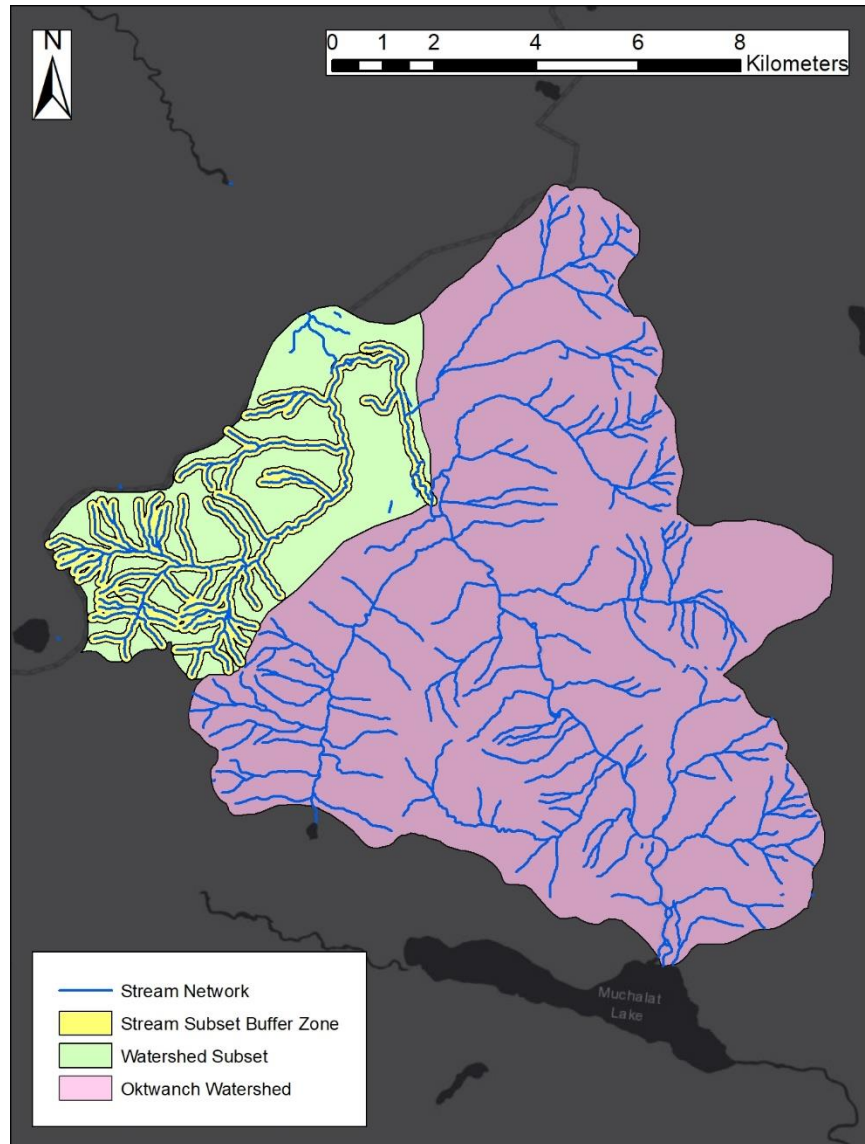 N
0 1 2 4 6 8
Kilometers
Muchalat
Lake
Stream Network
Stream Subset Buffer Zone
Watershed Subset
Oktwanch Watershed